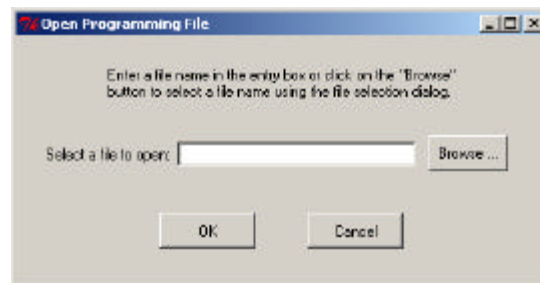 Open Programming File
Enter a file name in the entry box or click on the "Browse"
button to select a file name using the file selection dialog.
Select a file to open:
Browse ...
OK
Cancel